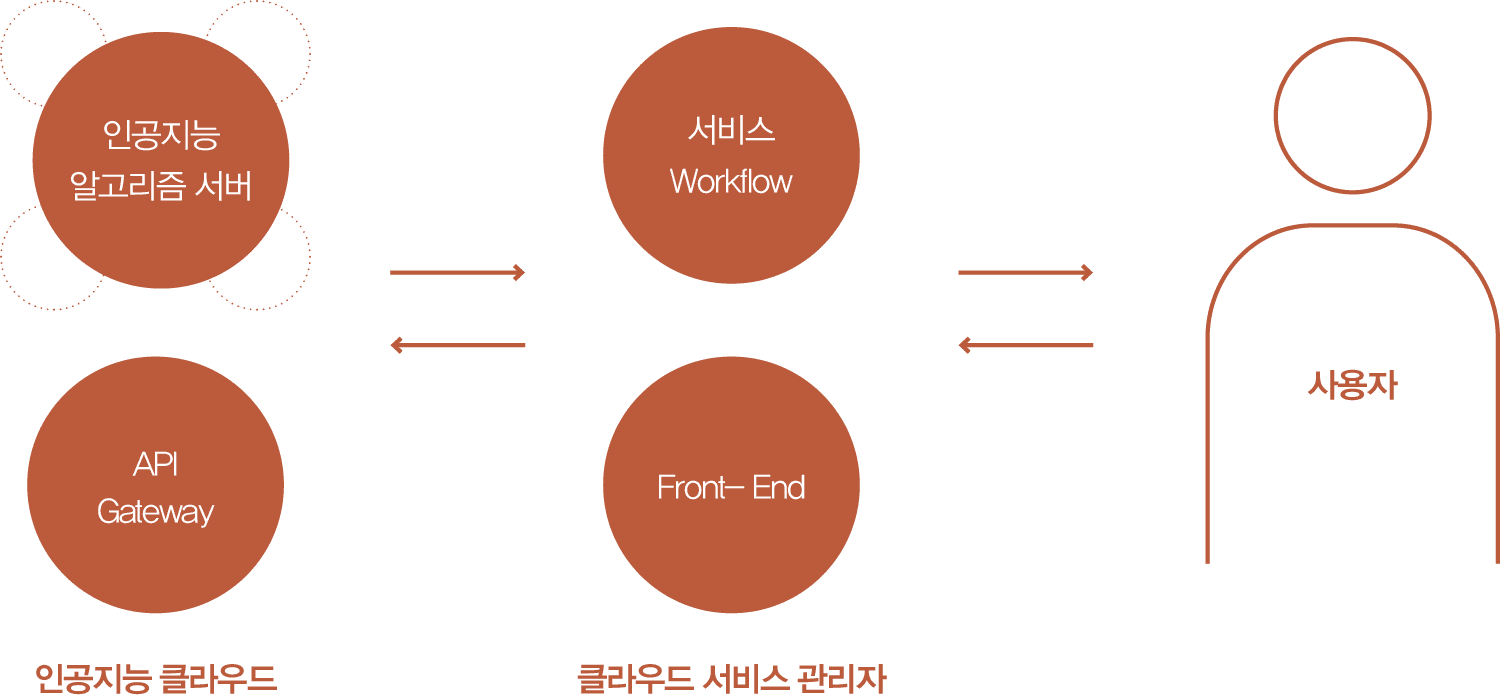 인공지능
알고리즘 서버
API
Gateway
인공지능 클라우드
서비스
Workflow
Front- End
클라우드 서비스 관리자
사용자